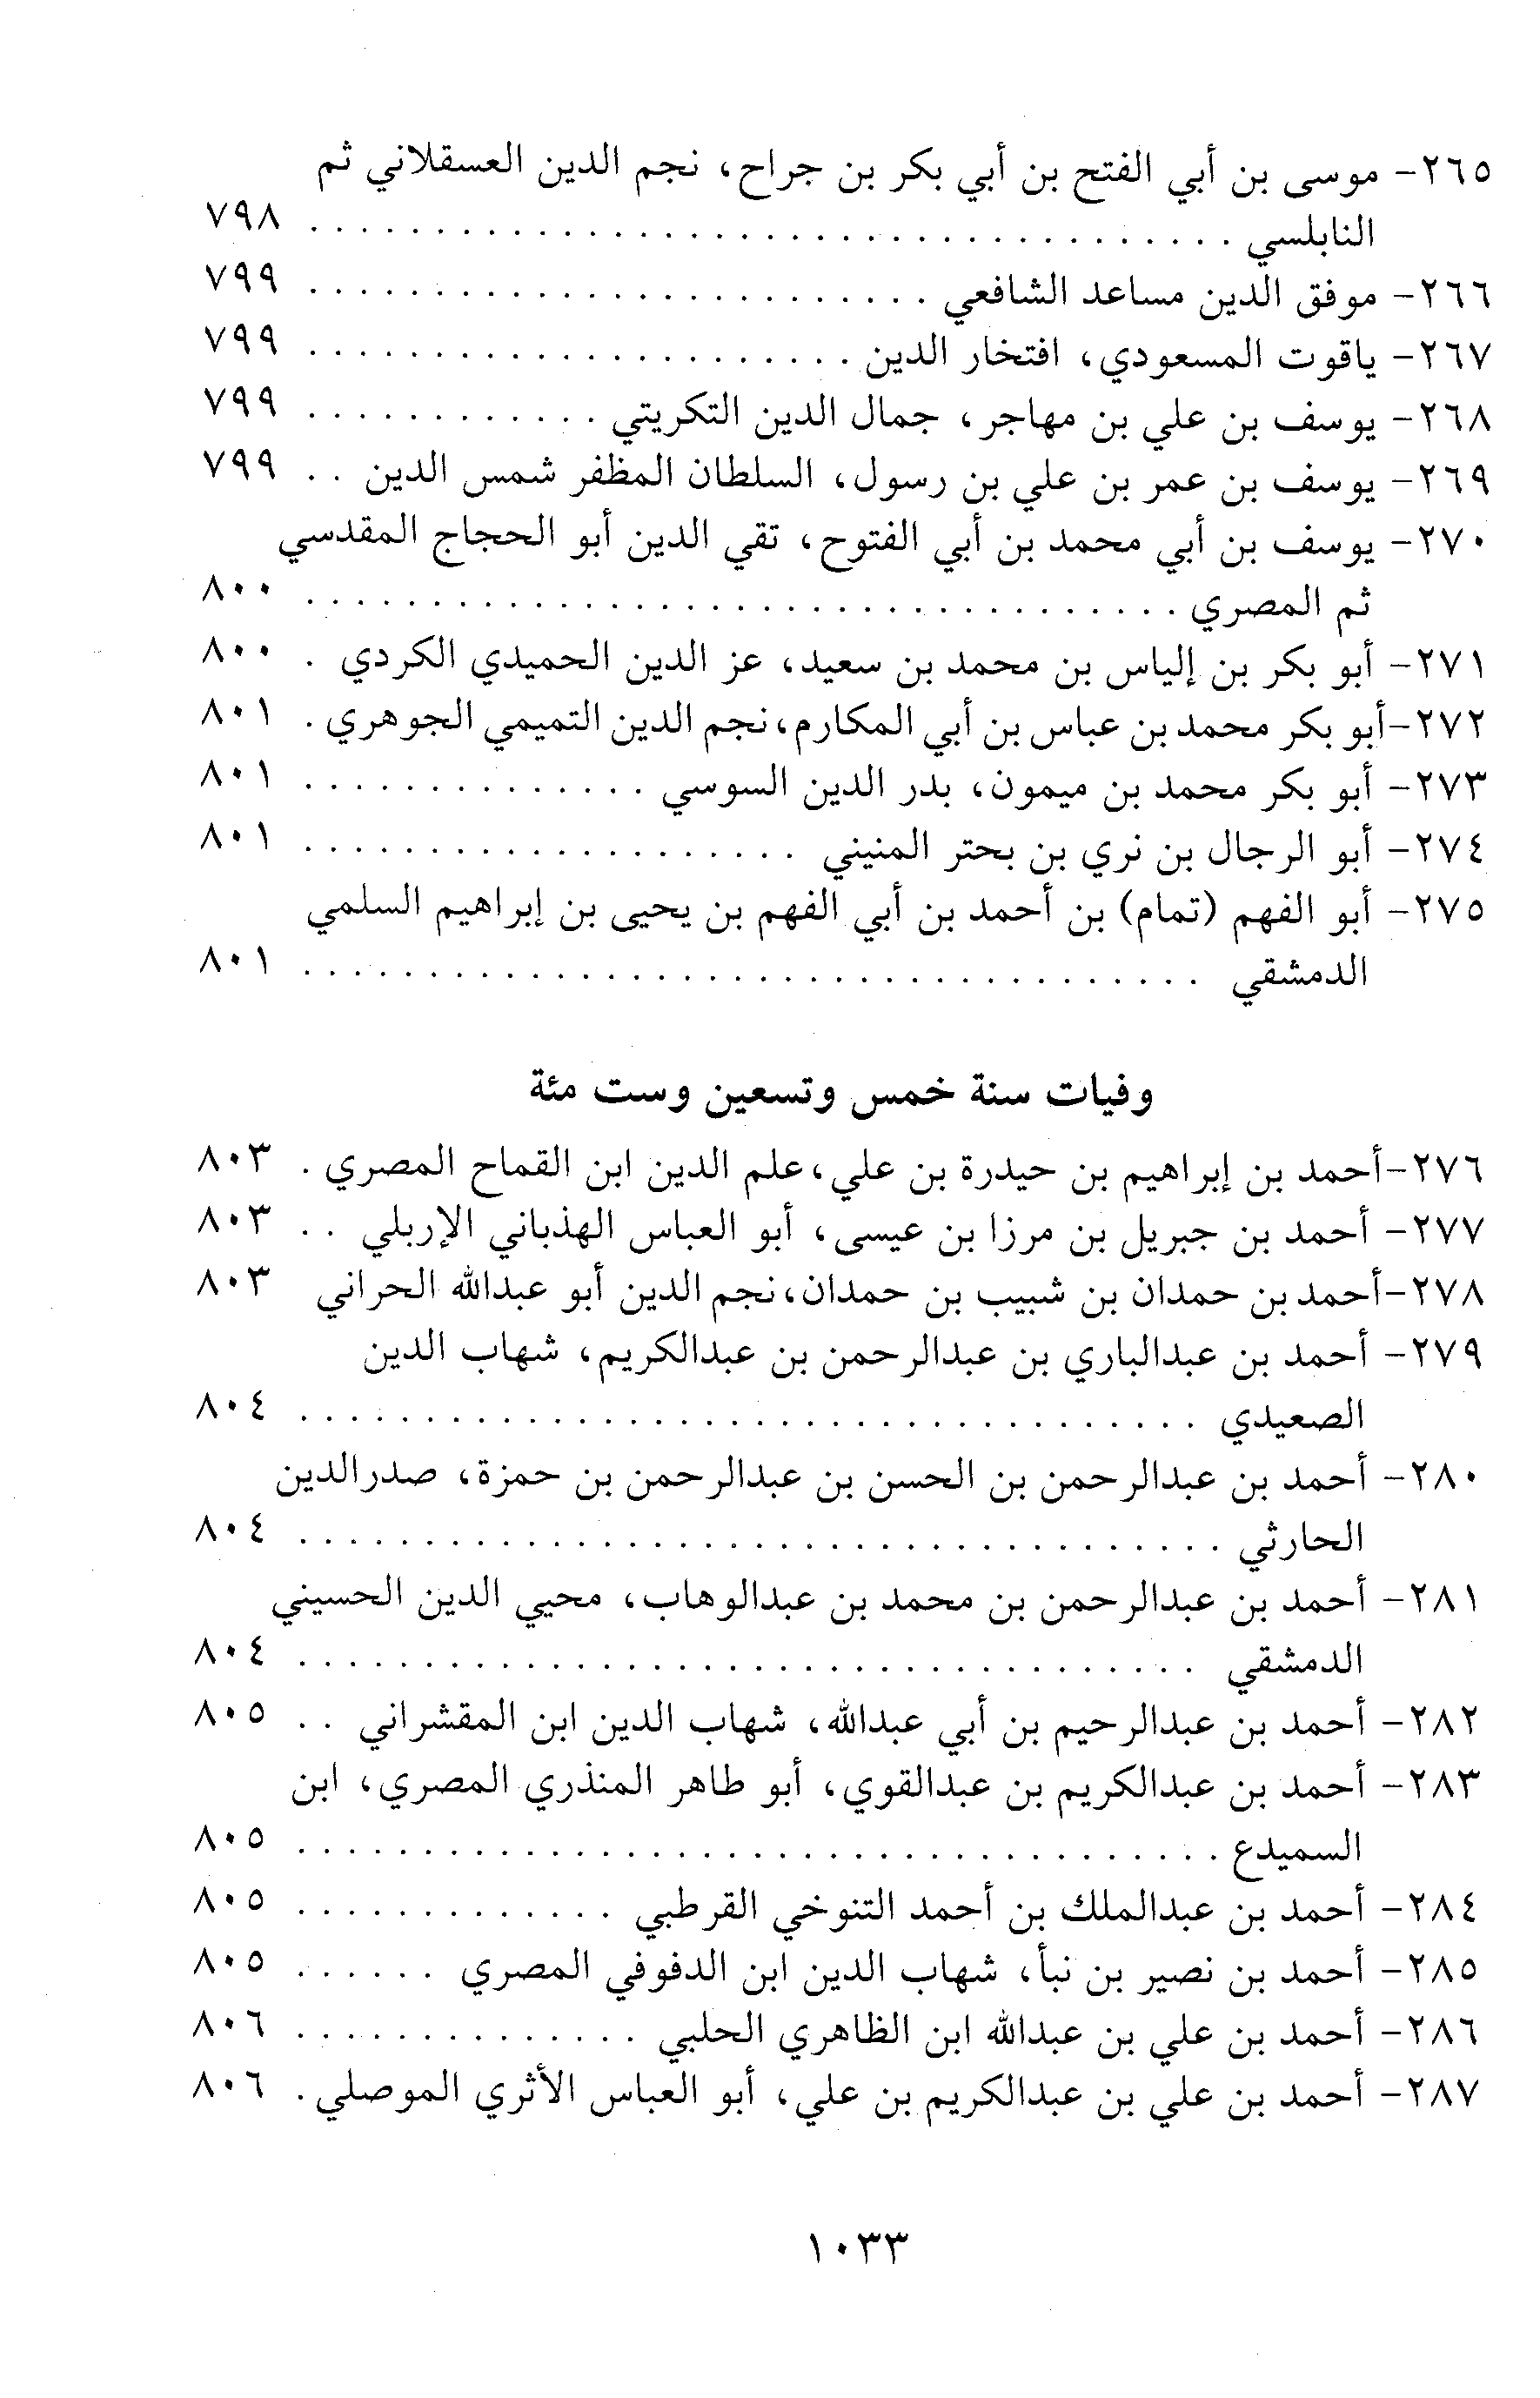 ٢٦٥- موسى بن أبي الفتح بن أبي بكر بن جراح، نجم الدين العسقلاني ثم
النابلسي . . . . . . . . . . . . . . . . . . . . . . . . . . . . . . . . . . . . ٧٩٨
٢٦٦- موفق الدين مساعد الشافعي . . . . . . . . . . . . . . . . . . . . . . . . . ٧٩٩
٢٦٧- ياقوت المسعودي، افتخار الدين . . . . . . . . . . . . . . . . . . . . . . ٧٩٩
٢٦٨- يوسف بن علي بن مهاجر، جمال الدين التكريتي . . . . . . . . . . . . ٧٩٩
٢٦٩- يوسف بن عمر بن علي بن رسول، السلطان المظفر شمس الدين . . ٧٩٩
٢٧٠- يوسف بن أبي محمد بن أبي الفتوح، تقي الدين أبو الحجاج المقدسي
ثم المصري . . . . . . . . . . . . . . . . . . . . . . . . . . . . . . . . . . ٨٠٠
٢٧١- أبو بكر بن إلياس بن محمد بن سعيد، عز الدين الحميدي الكردي . ٨٠٠
٢٧٢-أبو بكر محمد بن عباس بن أبي المكارم،نجم الدين التميمي الجوهري . ٨٠١
٢٧٣- أبو بكر محمد بن ميمون، بدر الدين السوسي . . . . . . . . . . . . . . ٨٠١
٢٧٤- أبو الرجال بن نري بن بحتر المنيني . . . . . . . . . . . . . . . . . . . . ٨٠١
٢٧٥- أبو الفهم (تمام) بن أحمد بن أبي الفهم بن يحيى بن إبراهيم السلمي
الدمشقي . . . . . . . . . . . . . . . . . . . . . . . . . . . . . . . . . . . ٨٠١
وفيات سنة خمس وتسعين وست مئة
٢٧٦-أحمد بن إبراهيم بن حيدرة بن علي،علم الدين ابن القماح المصري . ٨٠٣
٢٧٧- أحمد بن جبريل بن مرزا بن عيسى، أبو العباس الهذباني الإربلي . . ٨٠٣
٢٧٨-أحمد بن حمدان بن شبيب بن حمدان،نجم الدين أبو عبدالله الحراني ٨٠٣
٢٧٩- أحمد بن عبدالباري بن عبدالرحمن بن عبدالكريم، شهاب الدين
الصعيدي . . . . . . . . . . . . . . . . . . . . . . . . . . . . . . . . . . . ٨٠٤
٢٨٠- أحمد بن عبدالرحمن بن الحسن بن عبدالرحمن بن حمزة، صدرالدين
الحارثي . . . . . . . . . . . . . . . . . . . . . . . . . . . . . . . . . . . . ٨٠٤
٢٨١- أحمد بن عبدالرحمن بن محمد بن عبدالوهاب، محيي الدين الحسيني
الدمشقي . . . . . . . . . . . . . . . . . . . . . . . . . . . . . . . . . . . ٨٠٤
٢٨٢- أحمد بن عبدالرحيم بن أبي عبدالله، شهاب الدين ابن المقشراني . . ٨٠٥
٢٨٣- أحمد بن عبدالكريم بن عبدالقوي، أبو طاهر المنذري المصري، ابن
السميدع . . . . . . . . . . . . . . . . . . . . . . . . . . . . . . . . . . . . ٨٠٥
٢٨٤- أحمد بن عبدالملك بن أحمد التنوخي القرطبي . . . . . . . . . . . . . ٨٠٥
٢٨٥- أحمد بن نصير بن نبأ، شهاب الدين ابن الدفوفي المصري . . . . . . ٨٠٥
٢٨٦- أحمد بن علي بن عبدالله ابن الظاهري الحلبي . . . . . . . . . . . . . . ٨٠٦
٢٨٧- أحمد بن علي بن عبدالكريم بن علي، أبو العباس الأثري الموصلي . ٨٠٦
١٠٣٣